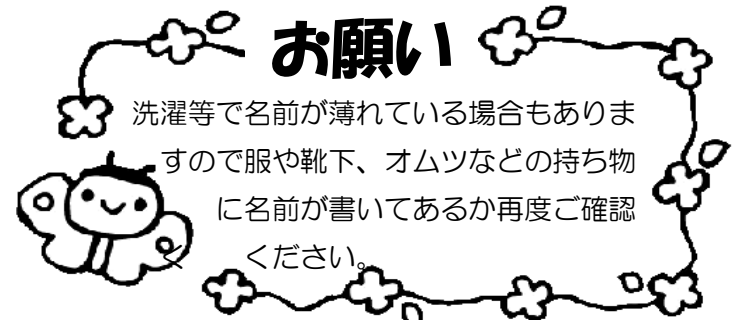 お願い
洗濯等で名前が薄れている場合もありま
すので服や靴下、オムツなどの持ち物
に名前が書いてあるか再度ご確認
ください。